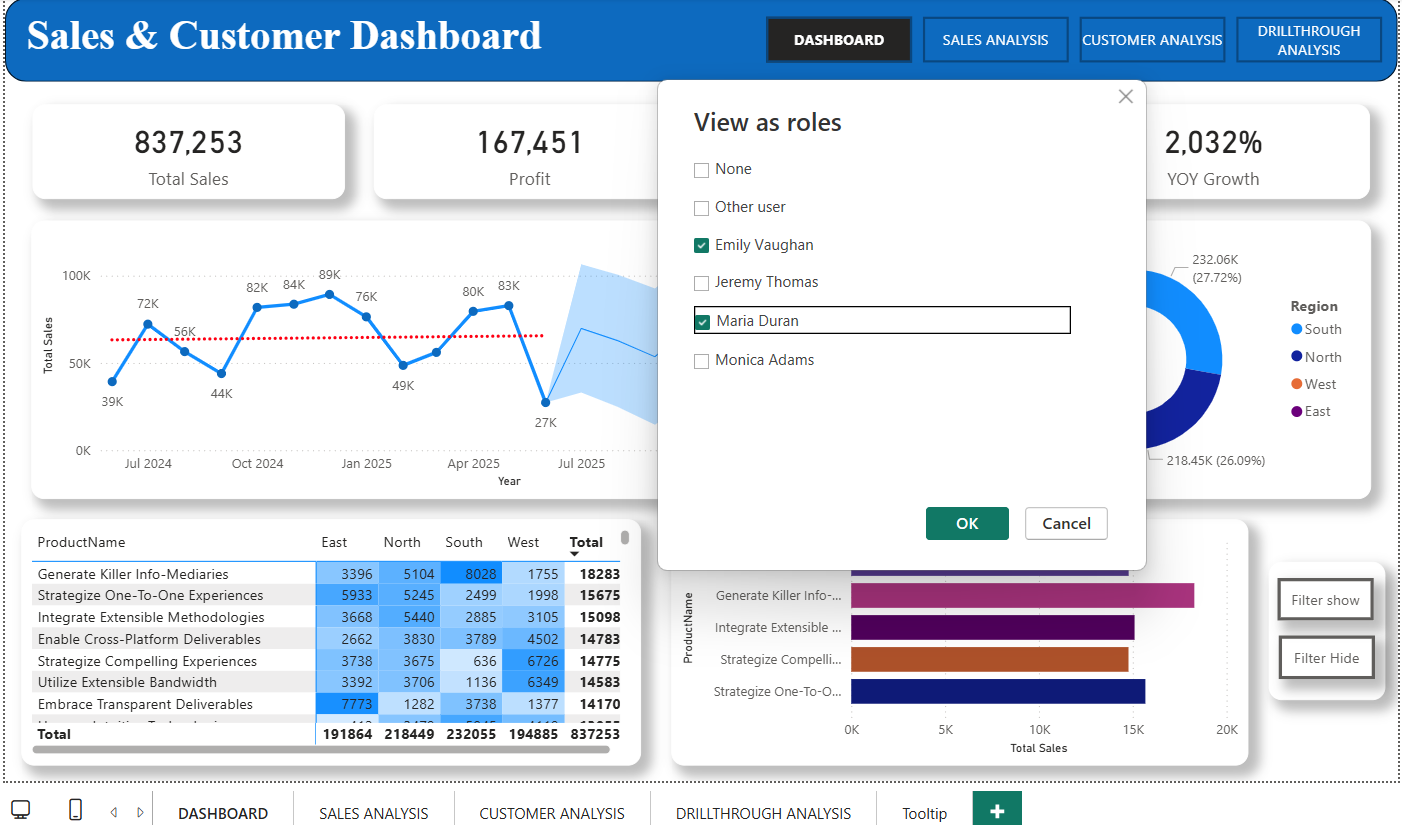 Sales & Customer Dashboard
DASHBOARD
SALES ANALYSIS
CUSTOMER ANALYSIS
DRILLTHROUGH
ANALYSIS
837,253
Total Sales
167,451
Profit
2,032%
YOY Growth
View as roles
None
Other user
Emily Vaughan
Jeremy Thomas
Maria Duran
Monica Adams
OK
Cancel
Total Sales
100K
50K
0K
39K
72K
56K
44K
82K
84K
89K
76K
49K
80K
83K
27K
Jul 2024
Oct 2024
Jan 2025
Apr 2025
Jul 2025
Year
232.06K
(27.72%)
218.45K (26.09%)
Region
South
North
West
East
ProductName East North South West Total
Generate Killer Info-Mediaries 3396 5104 8028 1755 18283
Strategize One-To-One Experiences 5933 5245 2499 1998 15675
Integrate Extensible Methodologies 3668 5440 2885 3105 15098
Enable Cross-Platform Deliverables 2662 3830 3789 4502 14783
Strategize Compelling Experiences 3738 3675 636 6726 14775
Utilize Extensible Bandwidth 3392 3706 1136 6349 14583
Embrace Transparent Deliverables 7773 1282 3738 1377 14170
Total 191864 218449 232055 194885 837253
ProductName
Generate Killer Info-...
Integrate Extensible ...
Strategize Compelli...
Strategize One-To-O...
0K
5K
10K
15K
20K
Total Sales
Filter show
Filter Hide
DASHBOARD
SALES ANALYSIS
CUSTOMER ANALYSIS
DRILLTHROUGH ANALYSIS
Tooltip